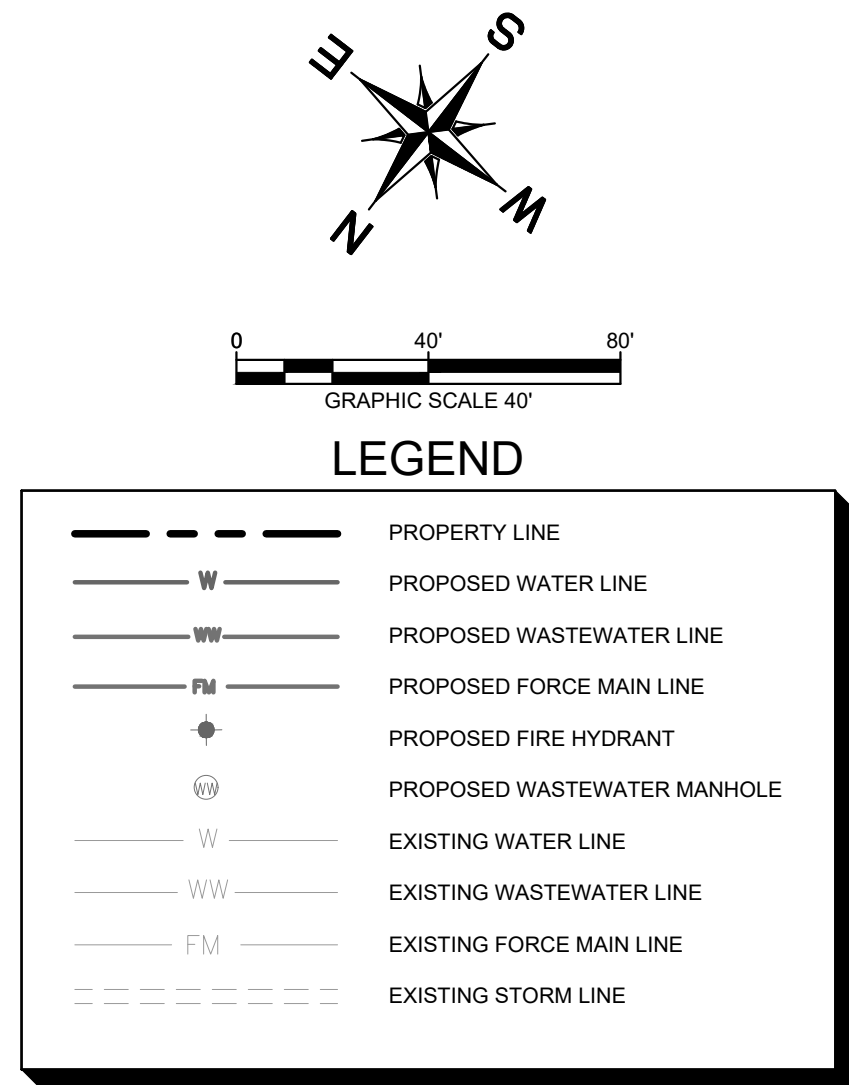 S
E
W
N
0 40' 80'
GRAPHIC SCALE 40'
LEGEND
PROPERTY LINE
W PROPOSED WATER LINE
WW PROPOSED WASTEWATER LINE
FM PROPOSED FORCE MAIN LINE
PROPOSED FIRE HYDRANT
WW PROPOSED WASTEWATER MANHOLE
W EXISTING WATER LINE
WW EXISTING WASTEWATER LINE
FM EXISTING FORCE MAIN LINE
EXISTING STORM LINE